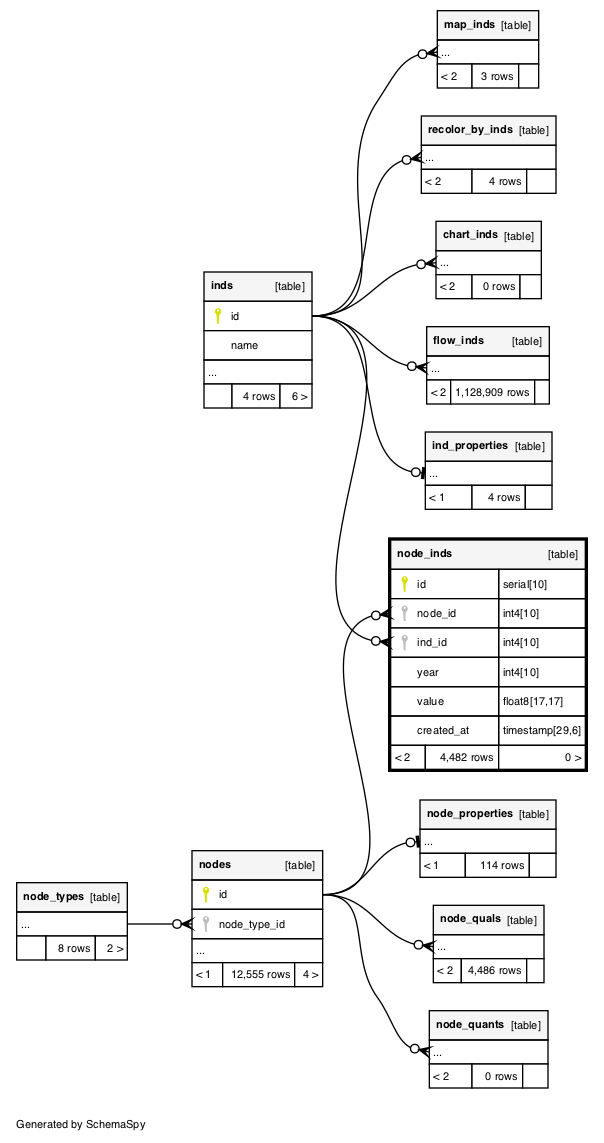 map_inds [table]
...
< 2 3 rows
recolor_by_inds [table]
...
< 2 4 rows
chart_inds [table]
...
< 2 0 rows
inds [table]
id
name
...
4 rows 6 >
flow_inds [table]
...
< 2 1,128,909 rows
ind_properties [table]
...
< 1 4 rows
node_inds [table]
id serial[10]
node_id int4[10]
ind_id int4[10]
year int4[10]
value float8[17,17]
created_at timestamp[29,6]
< 2 4,482 rows 0 >
node_properties [table]
...
< 1 114 rows
nodes [table]
id
node_type_id
...
< 1 12,555 rows 4 >
node_types [table]
...
8 rows 2 >
node_quals [table]
...
< 2 4,486 rows
node_quants [table]
...
< 2 0 rows
Generated by SchemaSpy